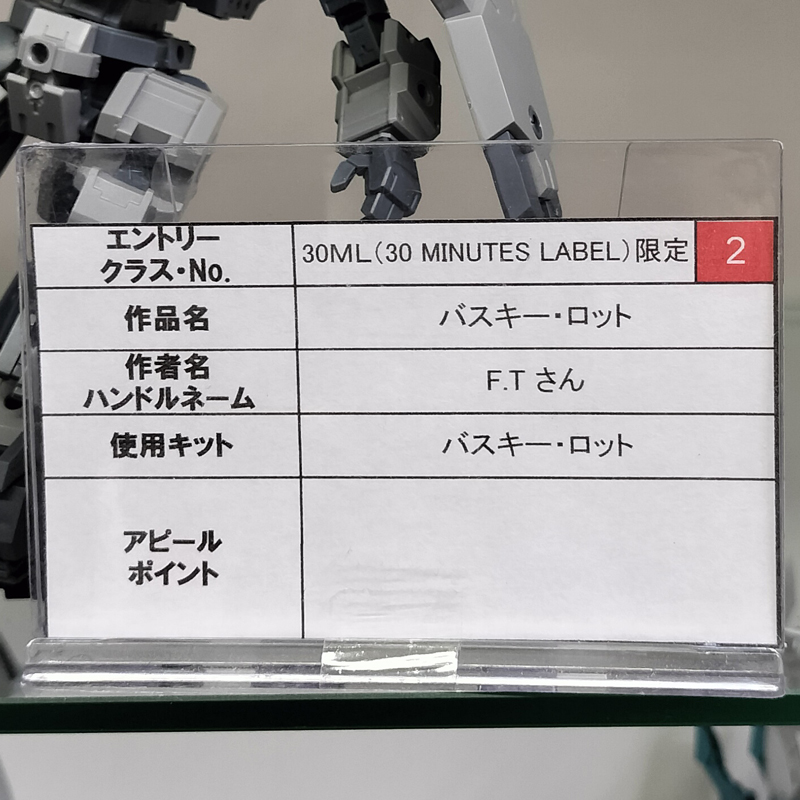 エントリー
クラス・No.
30ML（30 MINUTES LABEL）限定
2
作品名
バスキー・ロット
作者名
ハンドルネーム
F.T さん
使用キット
バスキー・ロット
アピール
ポイント